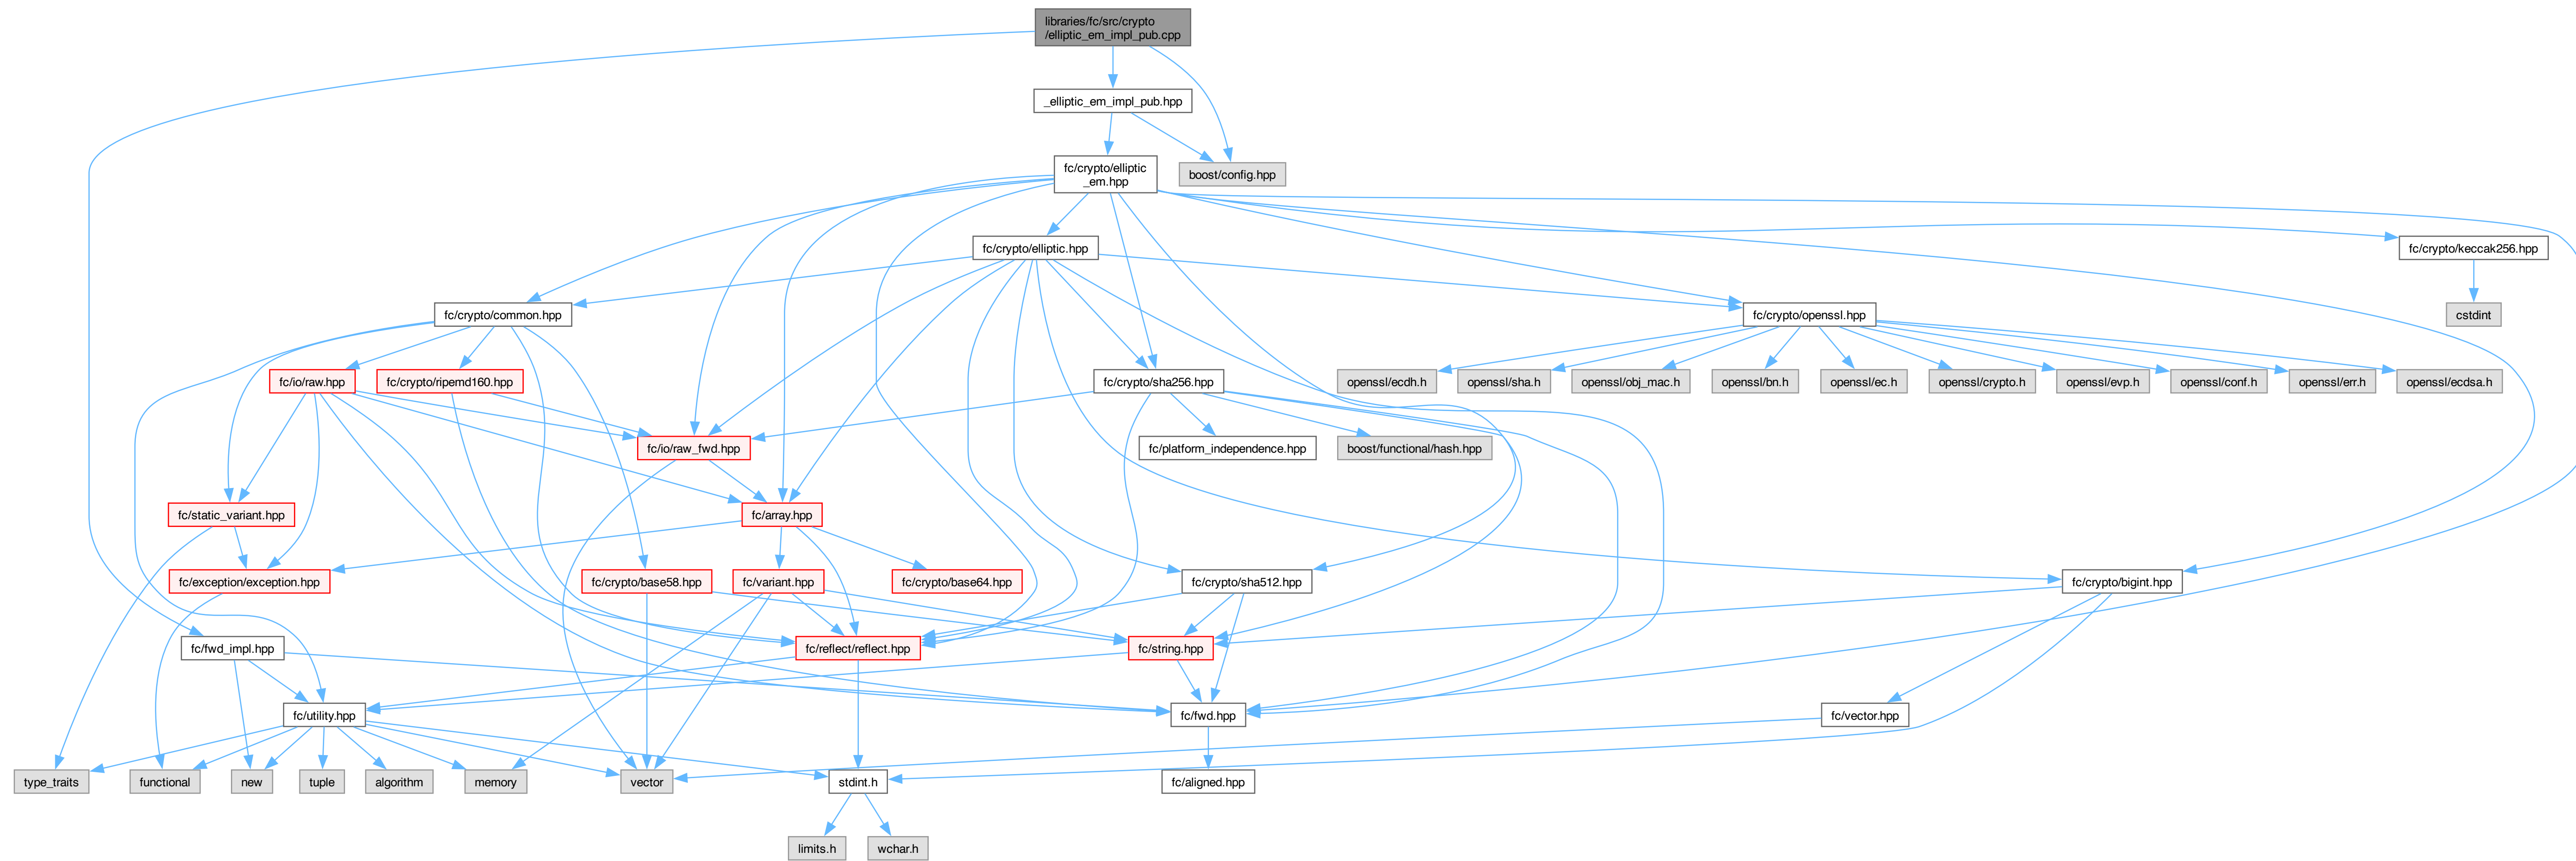 libraries/fc/src/crypto
/elliptic_em_impl_pub.cpp
_elliptic_em_impl_pub.hpp
fc/crypto/elliptic
_em.hpp
boost/config.hpp
fc/crypto/elliptic.hpp
fc/crypto/keccak256.hpp
fc/crypto/common.hpp
fc/crypto/openssl.hpp
cstdint
fc/io/raw.hpp
fc/crypto/ripemd160.hpp
fc/crypto/sha256.hpp
openssl/ecdh.h
openssl/sha.h
openssl/obj_mac.h
openssl/bn.h
openssl/ec.h
openssl/crypto.h
openssl/evp.h
openssl/conf.h
openssl/err.h
openssl/ecdsa.h
fc/io/raw_fwd.hpp
fc/platform_independence.hpp
boost/functional/hash.hpp
fc/static_variant.hpp
fc/array.hpp
fc/exception/exception.hpp
fc/crypto/base58.hpp
fc/variant.hpp
fc/crypto/base64.hpp
fc/crypto/sha512.hpp
fc/crypto/bigint.hpp
fc/fwd_impl.hpp
fc/reflect/reflect.hpp
fc/string.hpp
fc/utility.hpp
fc/fwd.hpp
fc/vector.hpp
type_traits
functional
new
tuple
algorithm
memory
vector
stdint.h
fc/aligned.hpp
limits.h
wchar.h